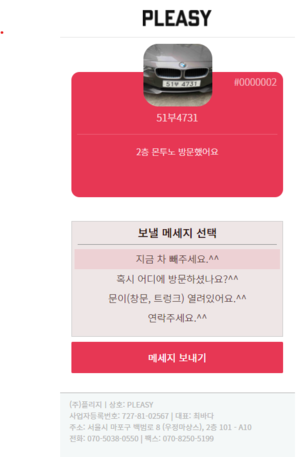 PLEASY
#0000002
51부 4731
51부4731
2층 몬투노 방문했어요
보낼 메세지 선택
지금 차 빼주세요.^^
혹시 어디에 방문하셨나요?^^
문이(창문, 트렁크) 열려있어요.^^
연락주세요.^^
메세지 보내기
(주)플리지 I 상호: PLEASY
사업자등록번호: 727-81-02567 | 대표: 최바다
주소: 서울시 마포구 백범로 8 (우정마샹스), 2층 101 - A10
전화: 070-5038-0550 | 팩스: 070-8250-5199